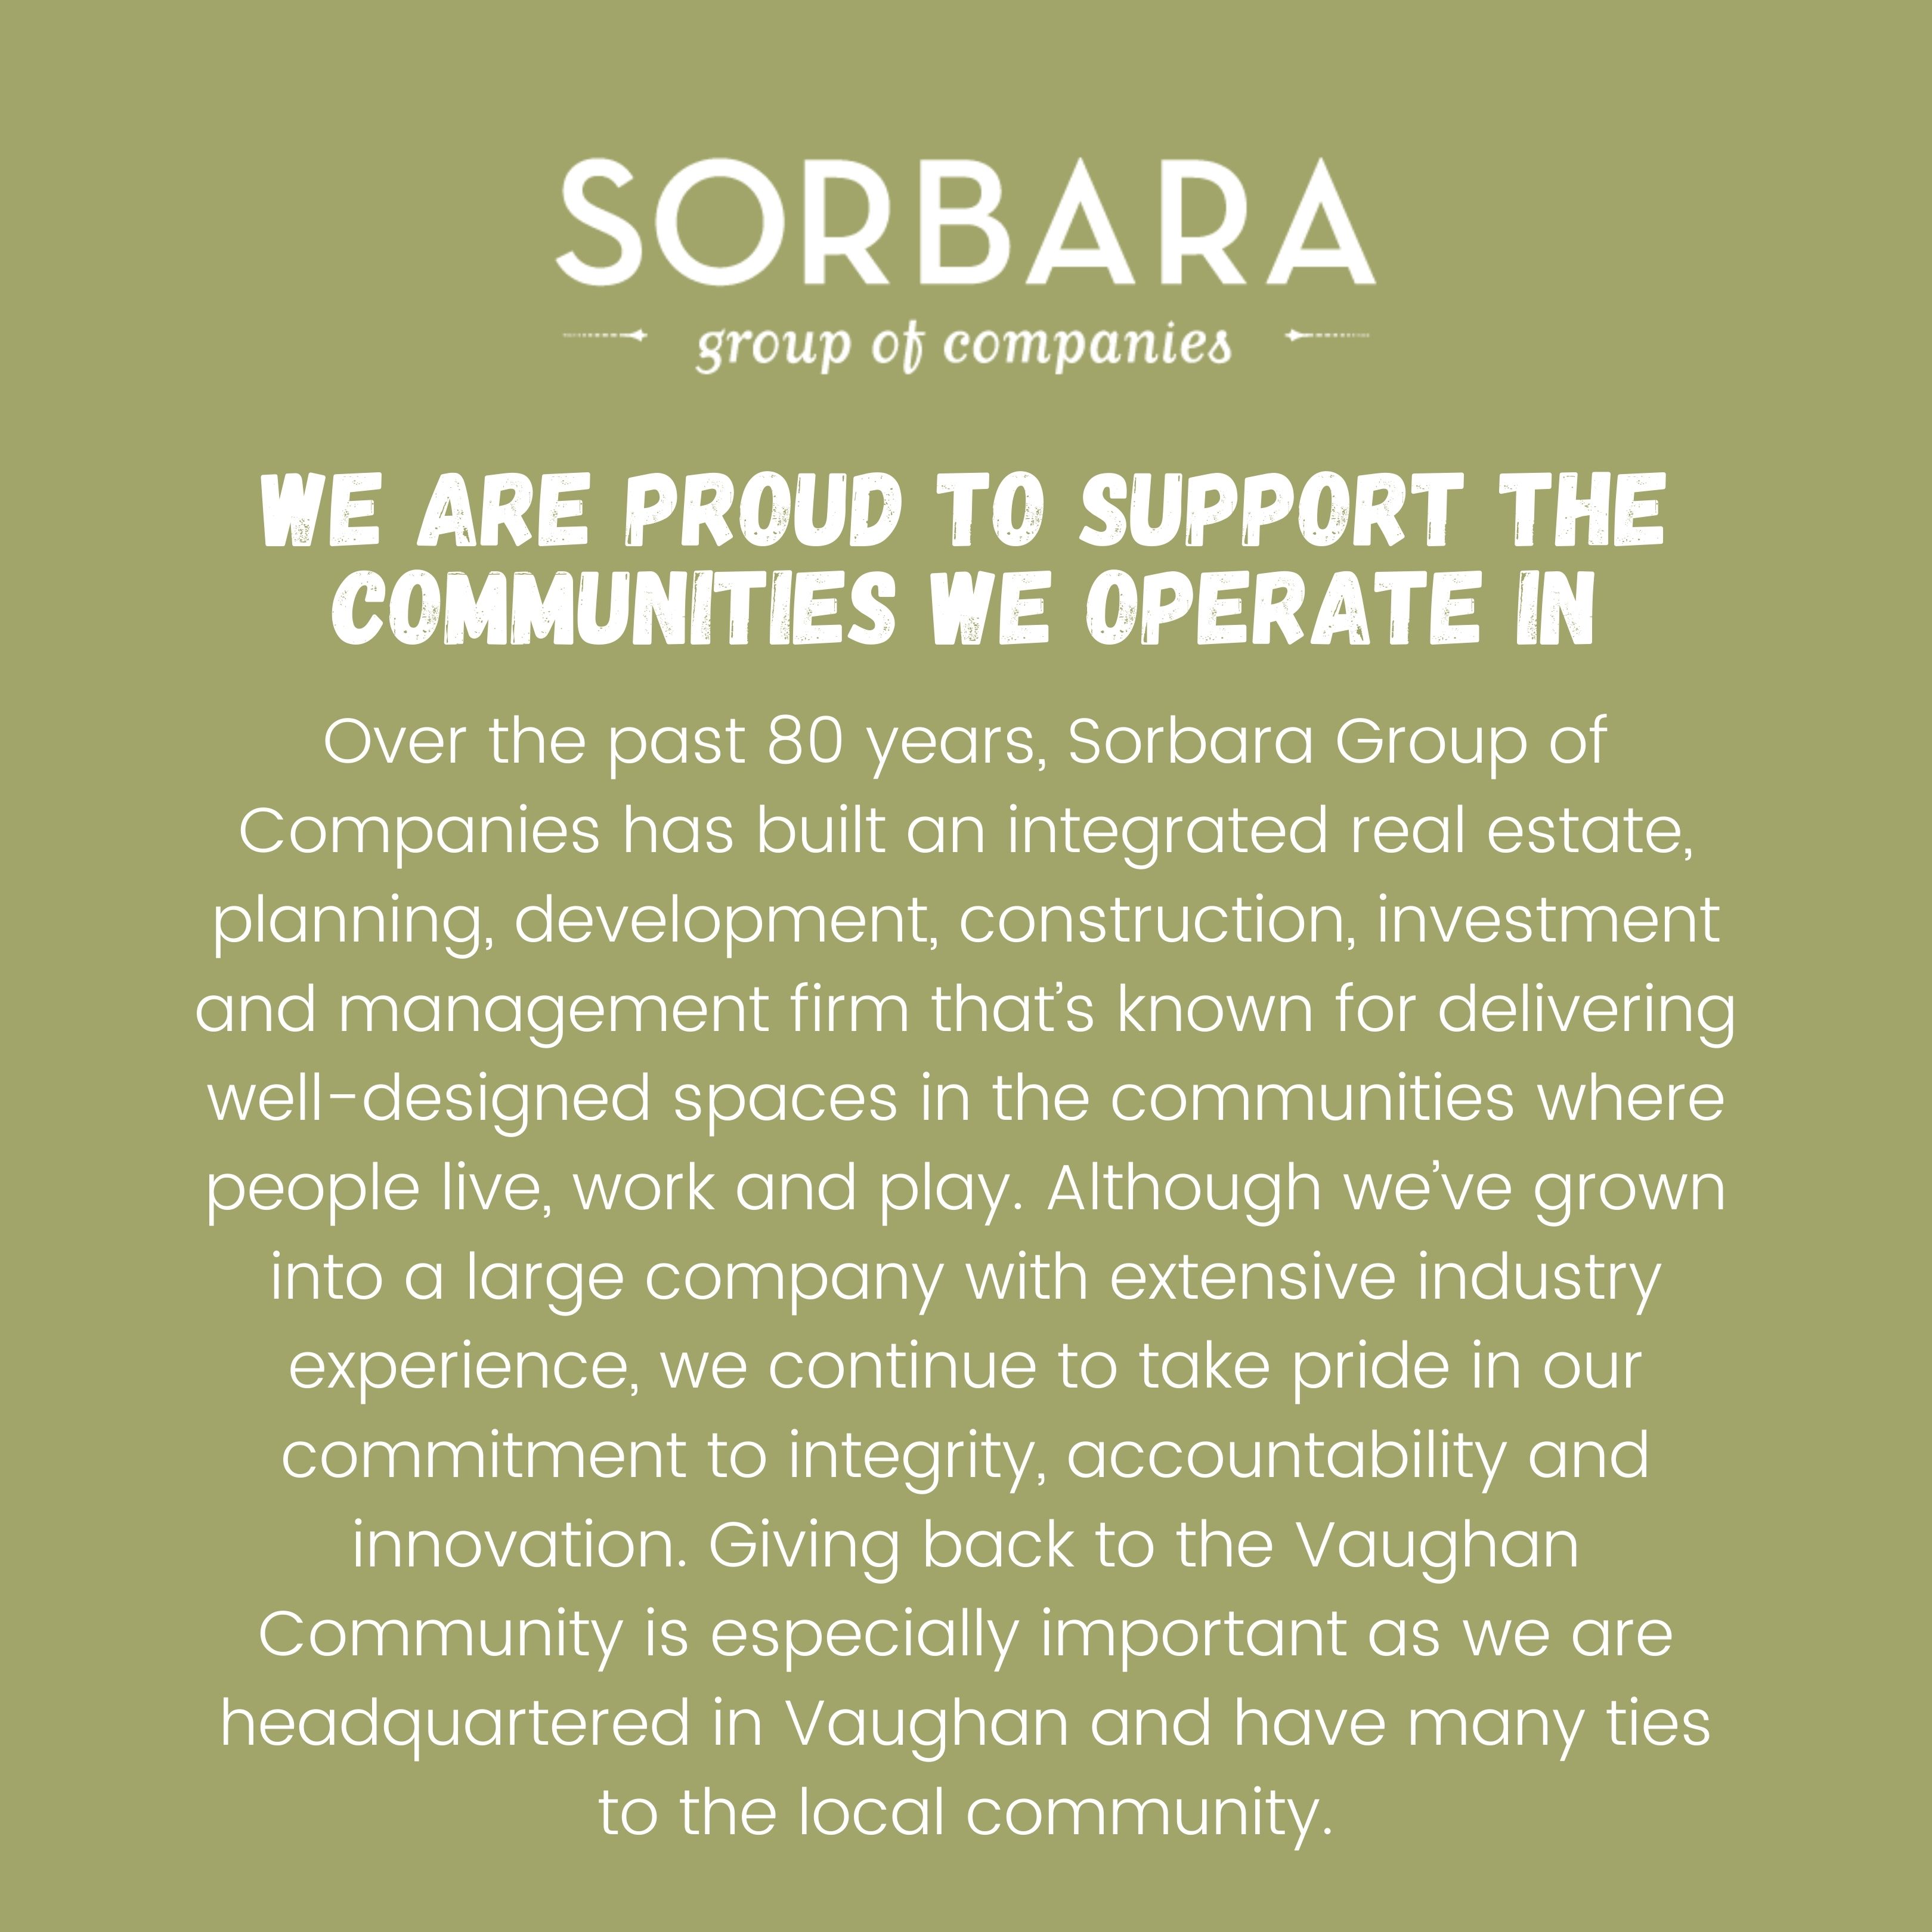 SORBARA
group of companies
WE ARE PROUD TO SUPPORT THE
COMMUNITIES WE OPERATE IN
Over the past 80 years, Sorbara Group of
Companies has built an integrated real estate,
planning, development, construction, investment
and management firm that’s known for delivering
well-designed spaces in the communities where
people live, work and play. Although we’ve grown
into a large company with extensive industry
experience, we continue to take pride in our
commitment to integrity, accountability and
innovation. Giving back to the Vaughan
Community is especially important as we are
headquartered in Vaughan and have many ties
to the local community.